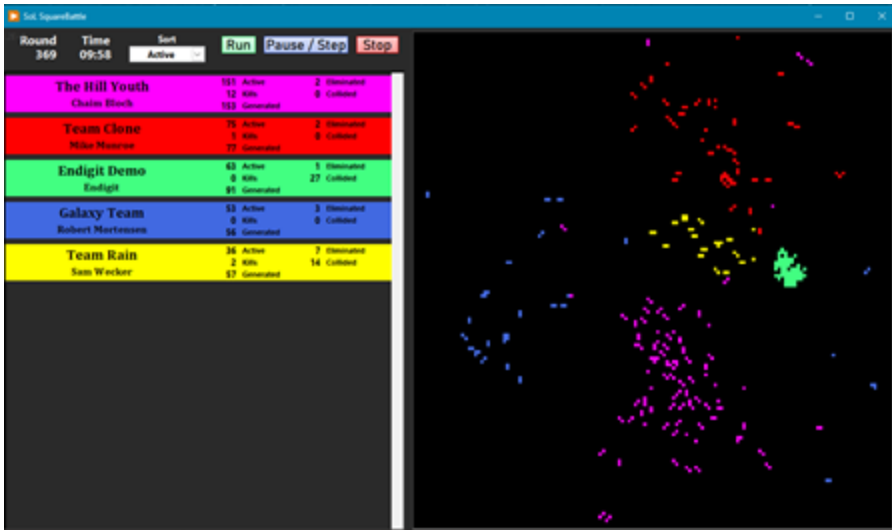 SoL SquareBattle
Round Time Sort
369 09:58 Active Run Pause / Step Stop
The Hill Youth 151 Active 2 Eliminated
Chaim Bloch 12 Kills 0 Collided
153 Generated
Team Clone 75 Active 2 Eliminated
Mike Munroe 1 Kills 0 Collided
77 Generated
Endigit Demo 63 Active 1 Eliminated
Endigit 0 Kills 27 Collided
91 Generated
Galaxy Team 53 Active 3 Eliminated
Robert Mortensen 0 Kills 0 Collided
56 Generated
Team Rain 36 Active 7 Eliminated
Sam Wecker 2 Kills 14 Collided
57 Generated